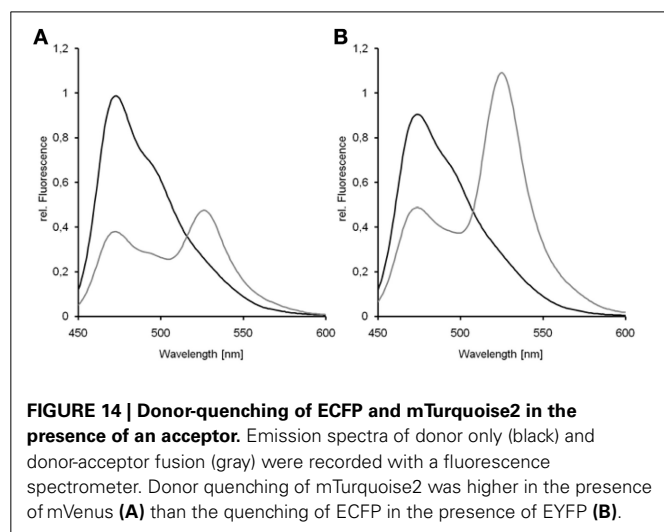 A
B
1,2
1
0,8
0,6
0,4
0,2
0
rel. Fluorescence
450
500
550
600
Wavelength [nm]
1,2
1
0,8
0,6
0,4
0,2
0
rel. Fluorescence
450
500
550
600
Wavelength [nm]
FIGURE 14 | Donor-quenching of ECFP and mTurquoise2 in the
presence of an acceptor. Emission spectra of donor only (black) and
donor-acceptor fusion (gray) were recorded with a fluorescence
spectrometer. Donor quenching of mTurquoise2 was higher in the presence
of mVenus (A) than the quenching of ECFP in the presence of EYFP (B).